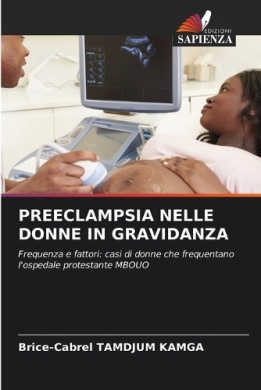 EDIZIONI
SAPIENZA
PREECLAMPSIA NELLE
DONNE IN GRAVIDANZA
Frequenza e fattori: casi di donne che frequentano
l'ospedale protestante MBOUO
Brice-Cabrel TAMDJUM KAMGA